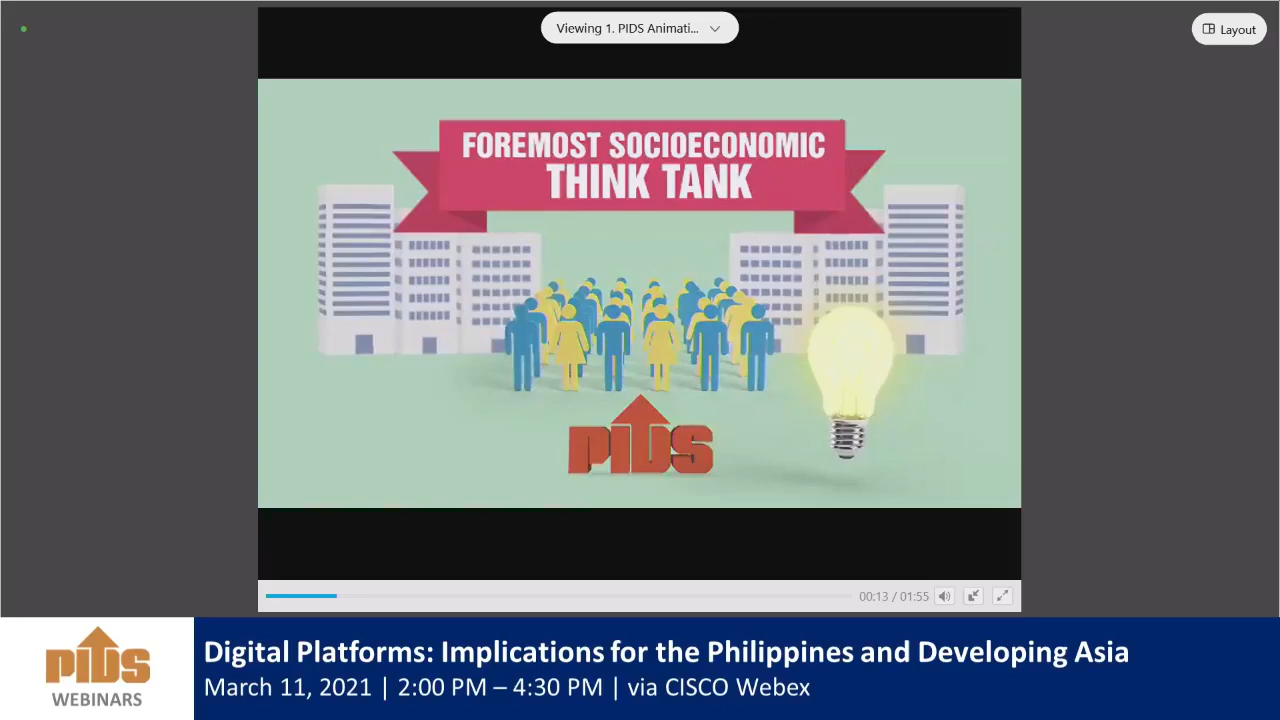 Viewing 1. PIDS Animati...
Layout
FOREMOST SOCIOECONOMIC
THINK TANK
PIDS
00:13 / 01:55
PIDS
WEBINARS
Digital Platforms: Implications for the Philippines and Developing Asia
March 11, 2021 | 2:00 PM – 4:30 PM | via CISCO Webex